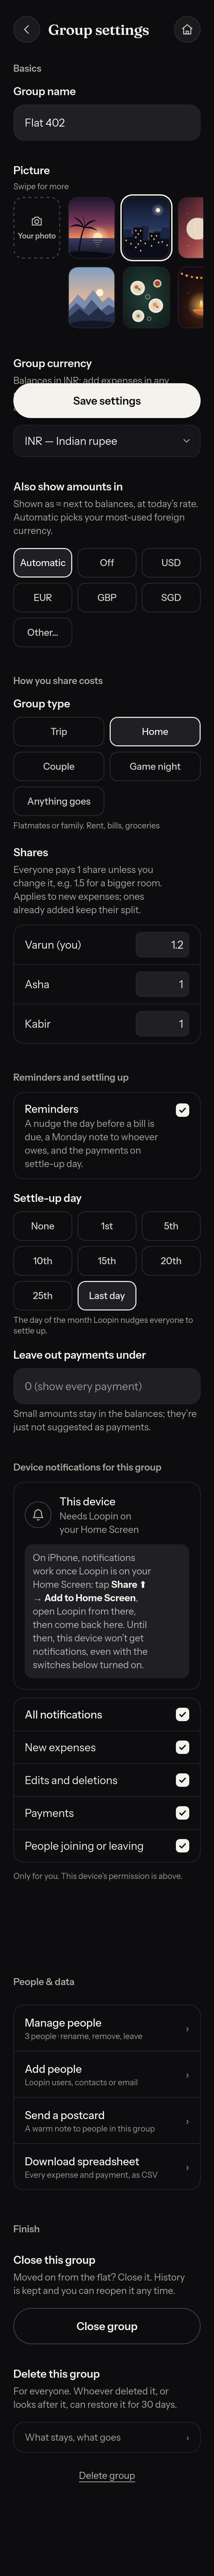 Group settings
Basics
Group name
Flat 402
Picture
Swipe for more
Your photo
Group currency
Balances in INR; add expenses in any
Save settings
INR — Indian rupee
Also show amounts in
Shown as ≈ next to balances, at today's rate.
Automatic picks your most-used foreign
currency.
Automatic
Off
USD
EUR
GBP
SGD
Other...
How you share costs
Group type
Trip
Home
Couple
Game night
Anything goes
Flatmates or family. Rent, bills, groceries
Shares
Everyone pays 1 share unless you
change it, e.g. 1.5 for a bigger room.
Applies to new expenses; ones
already added keep their split.
Varun (you)
1.2
Asha
1
Kabir
1
Reminders and settling up
Reminders
A nudge the day before a bill is
due, a Monday note to whoever
owes, and the payments on
settle-up day.
Settle-up day
None
1st
5th
10th
15th
20th
25th
Last day
The day of the month Loopin nudges everyone to
settle up.
Leave out payments under
0 (show every payment)
Small amounts stay in the balances; they're
just not suggested as payments.
Device notifications for this group
This device
Needs Loopin on
your Home Screen
On iPhone, notifications
work once Loopin is on your
Home Screen: tap Share ⬆
→ Add to Home Screen,
open Loopin from there,
then come back here. Until
then, this device won't get
notifications, even with the
switches below turned on.
All notifications
New expenses
Edits and deletions
Payments
People joining or leaving
Only for you. This device's permission is above.
People & data
Manage people
3 people · rename, remove, leave
Add people
Loopin users, contacts or email
Send a postcard
A warm note to people in this group
Download spreadsheet
Every expense and payment, as CSV
Finish
Close this group
Moved on from the flat? Close it. History
is kept and you can reopen it any time.
Close group
Delete this group
For everyone. Whoever deleted it, or
looks after it, can restore it for 30 days.
What stays, what goes
Delete group